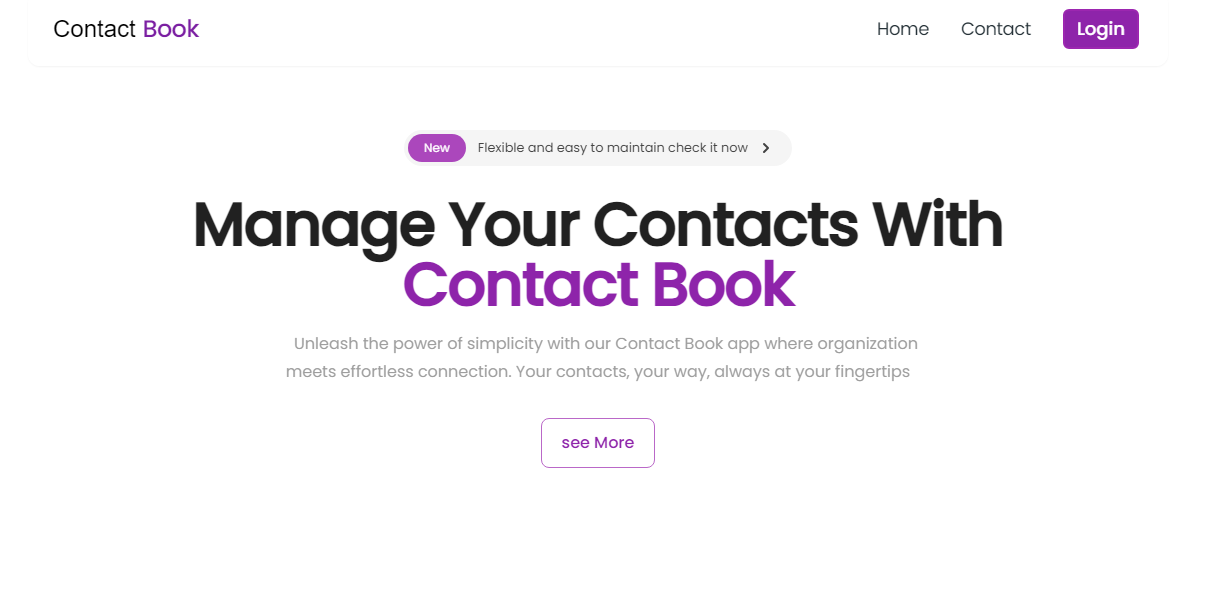 Contact Book
Home
Contact
Login
New
Flexible and easy to maintain check it now
Manage Your Contacts With
Contact Book
Unleash the power of simplicity with our Contact Book app where organization
meets effortless connection. Your contacts, your way, always at your fingertips
see More